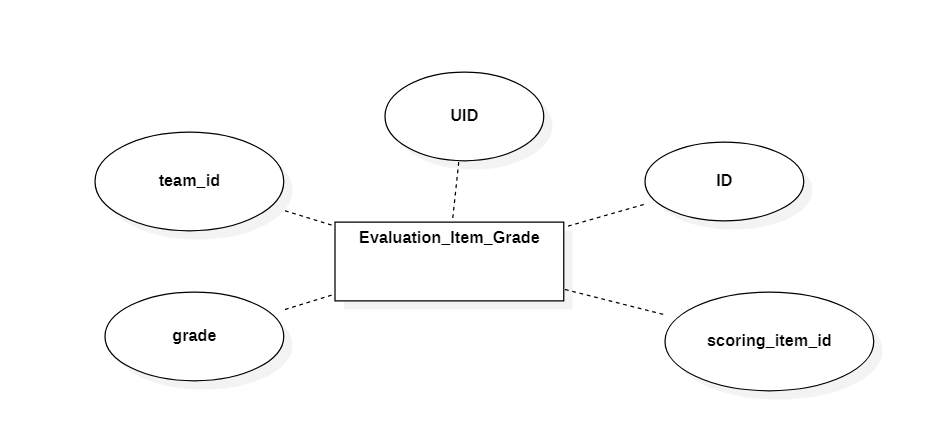 UID
team_id
ID
Evaluation_Item_Grade
grade
scoring_item_id